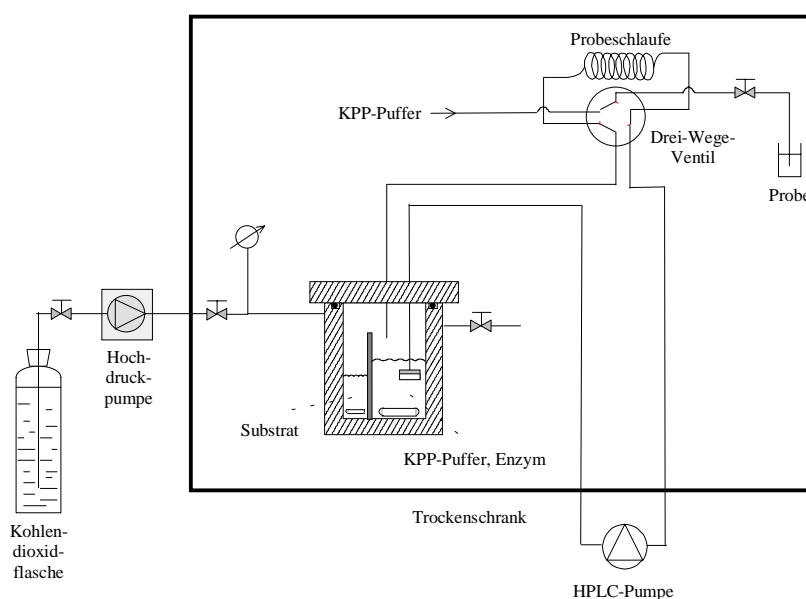 Probeschlaufe
KPP-Puffer
Drei-Wege-
Ventil
Probe
Hoch-
druck-
pumpe
Substrat
KPP-Puffer, Enzym
Trockenschrank
Kohlen-
dioxid-
flasche
HPLC-Pumpe